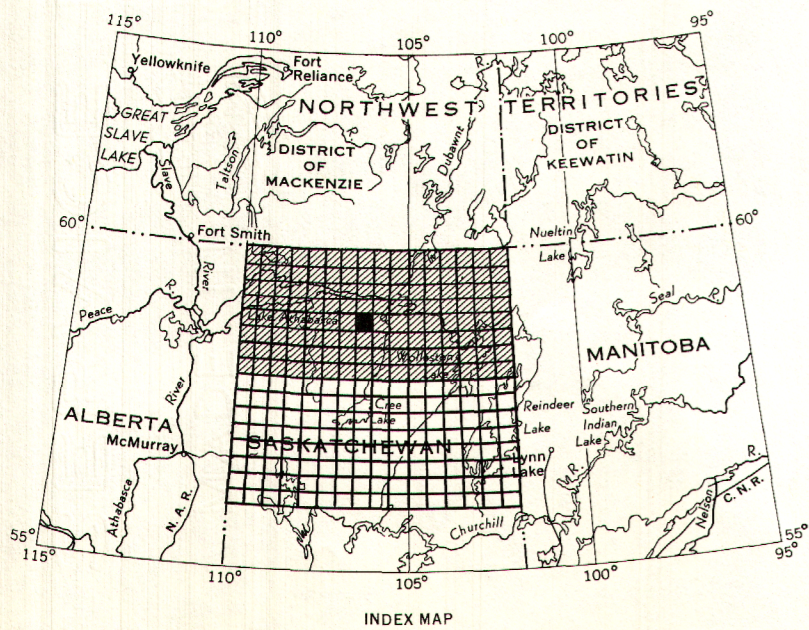 115°
110°
105°
100°
95°
Yellowknife
Fort
Reliance
NORTHWEST TERRITORIES
GREAT
SLAVE
LAKE
Slave
River
Taltson
R.
DISTRICT
OF
MACKENZIE
Dubawnt
R.
DISTRICT
OF
KEEWATIN
60°
Fort Smith
Nueltin
Lake
60°
Peace
R.
Lake Athabasca
Seal
R.
Wollaston
Lake
MANITOBA
River
Cree
Lake
Reindeer
Lake
Southern
Indian
Lake
ALBERTA
McMurray
SASKATCHEWAN
Lynn
Lake
R.
R.
Athabasca
N. A. R.
Churchill
Nelson
C.N.R.
55°
115°
110°
105°
100°
55°
95°
INDEX MAP